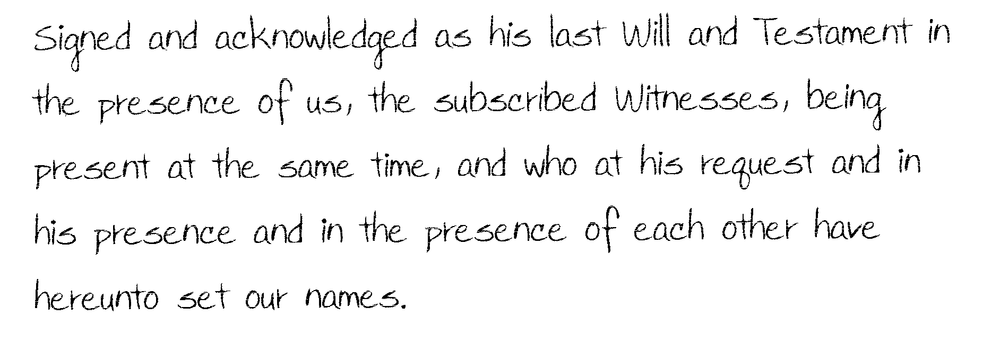 Signed and acknowledged as his last Will and Testament in
the presence of us, the subscribed Witnesses, being
present at the same time, and who at his request and in
his presence and in the presence of each other have
hereunto set our names.